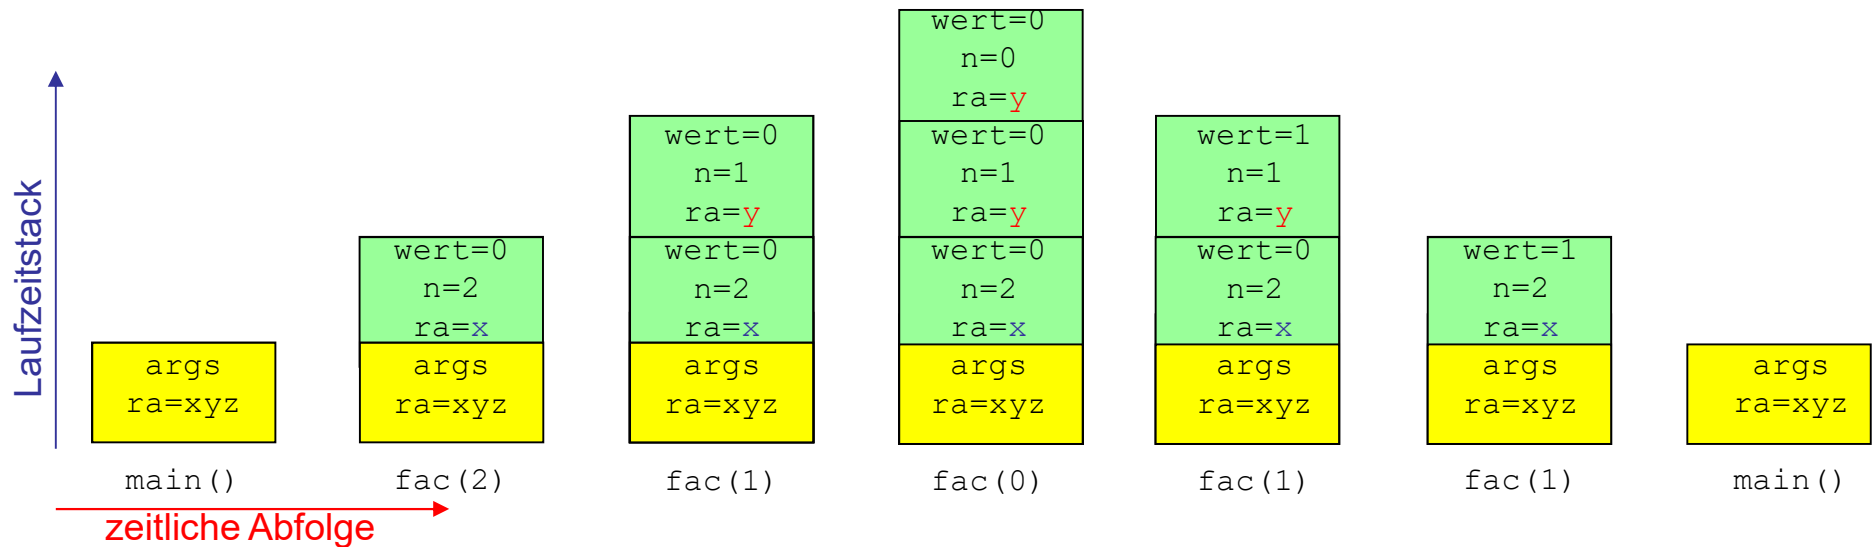 Laufzeitstack
args
ra=xyz
main()
wert=0
n=2
ra=x
args
ra=xyz
fac(2)
wert=0
n=1
ra=y
wert=0
n=2
ra=x
args
ra=xyz
fac(1)
wert=0
n=0
ra=y
wert=0
n=1
ra=y
wert=0
n=2
ra=x
args
ra=xyz
fac(0)
wert=1
n=1
ra=y
wert=0
n=2
ra=x
args
ra=xyz
fac(1)
wert=1
n=2
ra=x
args
ra=xyz
fac(1)
args
ra=xyz
main()
zeitliche Abfolge